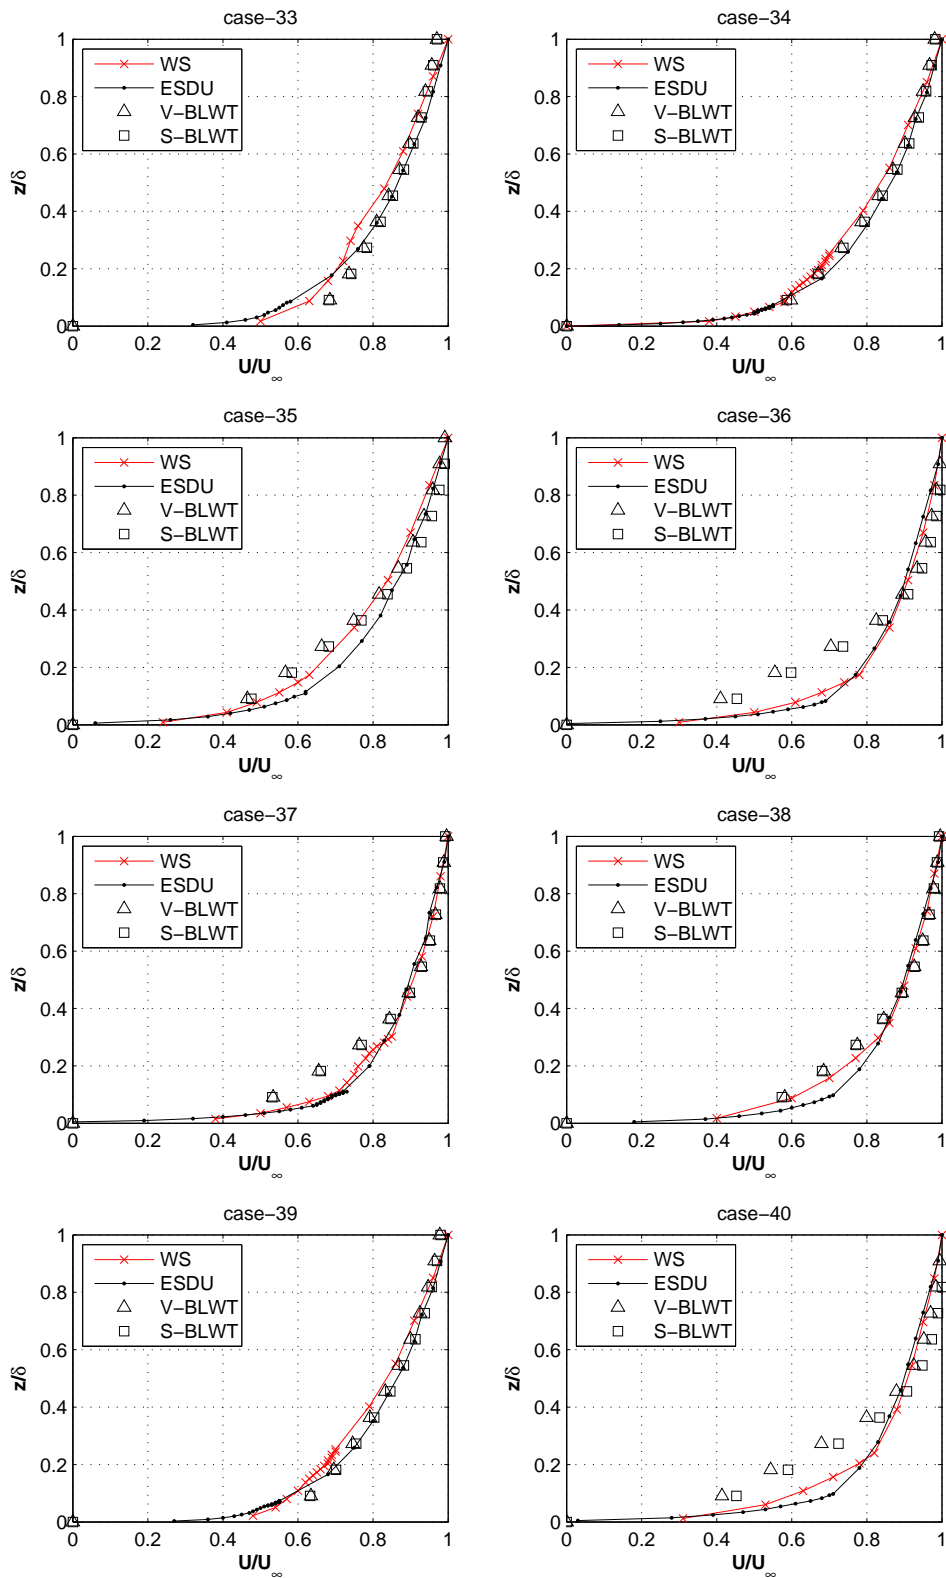 case-33
1
0.8
0.6
0.4
0.2
0
z/δ
WS
ESDU
V-BLWT
S-BLWT
0 0.2 0.4 0.6 0.8 1
U/U∞
case-34
1
0.8
0.6
0.4
0.2
0
z/δ
WS
ESDU
V-BLWT
S-BLWT
0 0.2 0.4 0.6 0.8 1
U/U∞
case-35
1
0.8
0.6
0.4
0.2
0
z/δ
WS
ESDU
V-BLWT
S-BLWT
0 0.2 0.4 0.6 0.8 1
U/U∞
case-36
1
0.8
0.6
0.4
0.2
0
z/δ
WS
ESDU
V-BLWT
S-BLWT
0 0.2 0.4 0.6 0.8 1
U/U∞
case-37
1
0.8
0.6
0.4
0.2
0
z/δ
WS
ESDU
V-BLWT
S-BLWT
0 0.2 0.4 0.6 0.8 1
U/U∞
case-38
1
0.8
0.6
0.4
0.2
0
z/δ
WS
ESDU
V-BLWT
S-BLWT
0 0.2 0.4 0.6 0.8 1
U/U∞
case-39
1
0.8
0.6
0.4
0.2
0
z/δ
WS
ESDU
V-BLWT
S-BLWT
0 0.2 0.4 0.6 0.8 1
U/U∞
case-40
1
0.8
0.6
0.4
0.2
0
z/δ
WS
ESDU
V-BLWT
S-BLWT
0 0.2 0.4 0.6 0.8 1
U/U∞